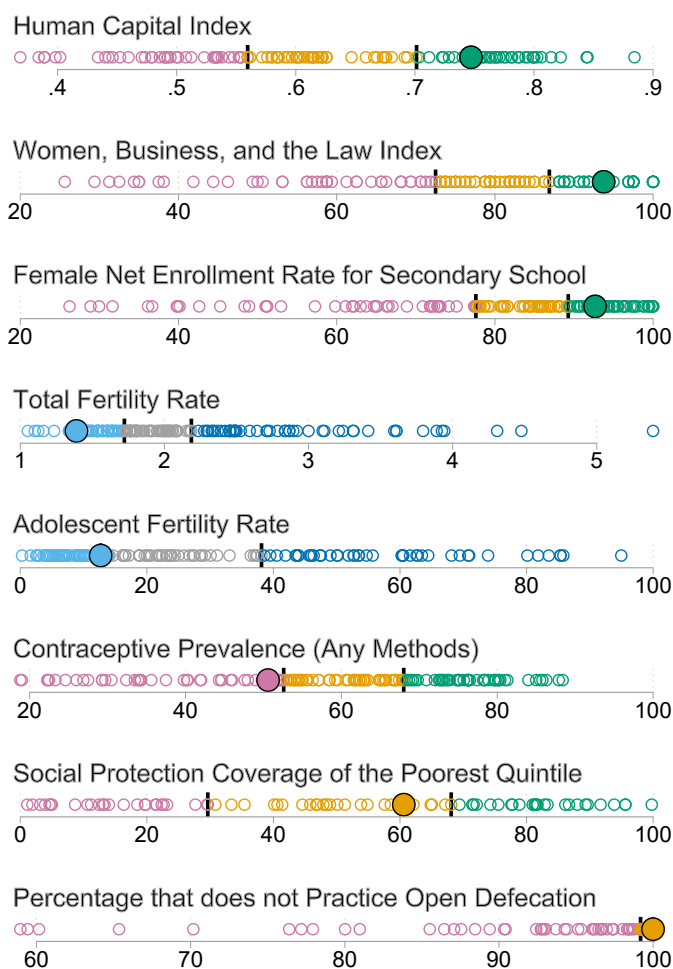 Human Capital Index
.4 .5 .6 .7 .8 .9
Women, Business, and the Law Index
20 40 60 80 100
Female Net Enrollment Rate for Secondary School
20 40 60 80 100
Total Fertility Rate
1 2 3 4 5
Adolescent Fertility Rate
0 20 40 60 80 100
Contraceptive Prevalence (Any Methods)
20 40 60 80 100
Social Protection Coverage of the Poorest Quintile
0 20 40 60 80 100
Percentage that does not Practice Open Defecation
60 70 80 90 100